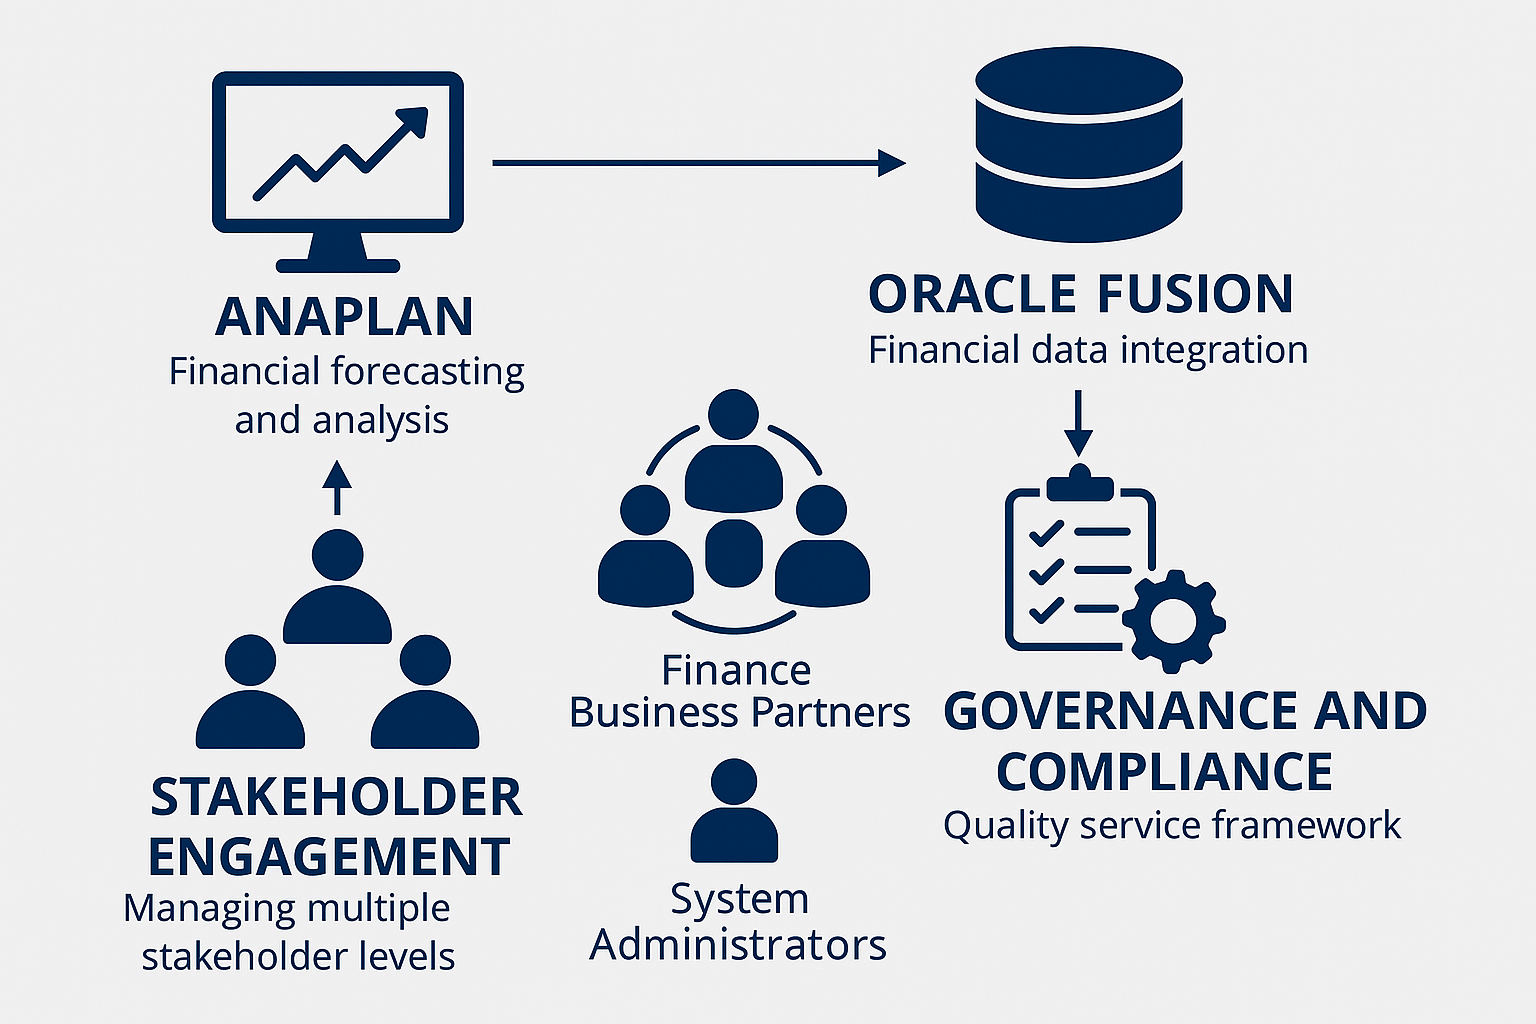 ANAPLAN
Financial forecasting
and analysis
ORACLE FUSION
Financial data integration
STAKEHOLDER
ENGAGEMENT
Managing multiple
stakeholder levels
Finance
Business Partners
System
Administrators
GOVERNANCE AND
COMPLIANCE
Quality service framework